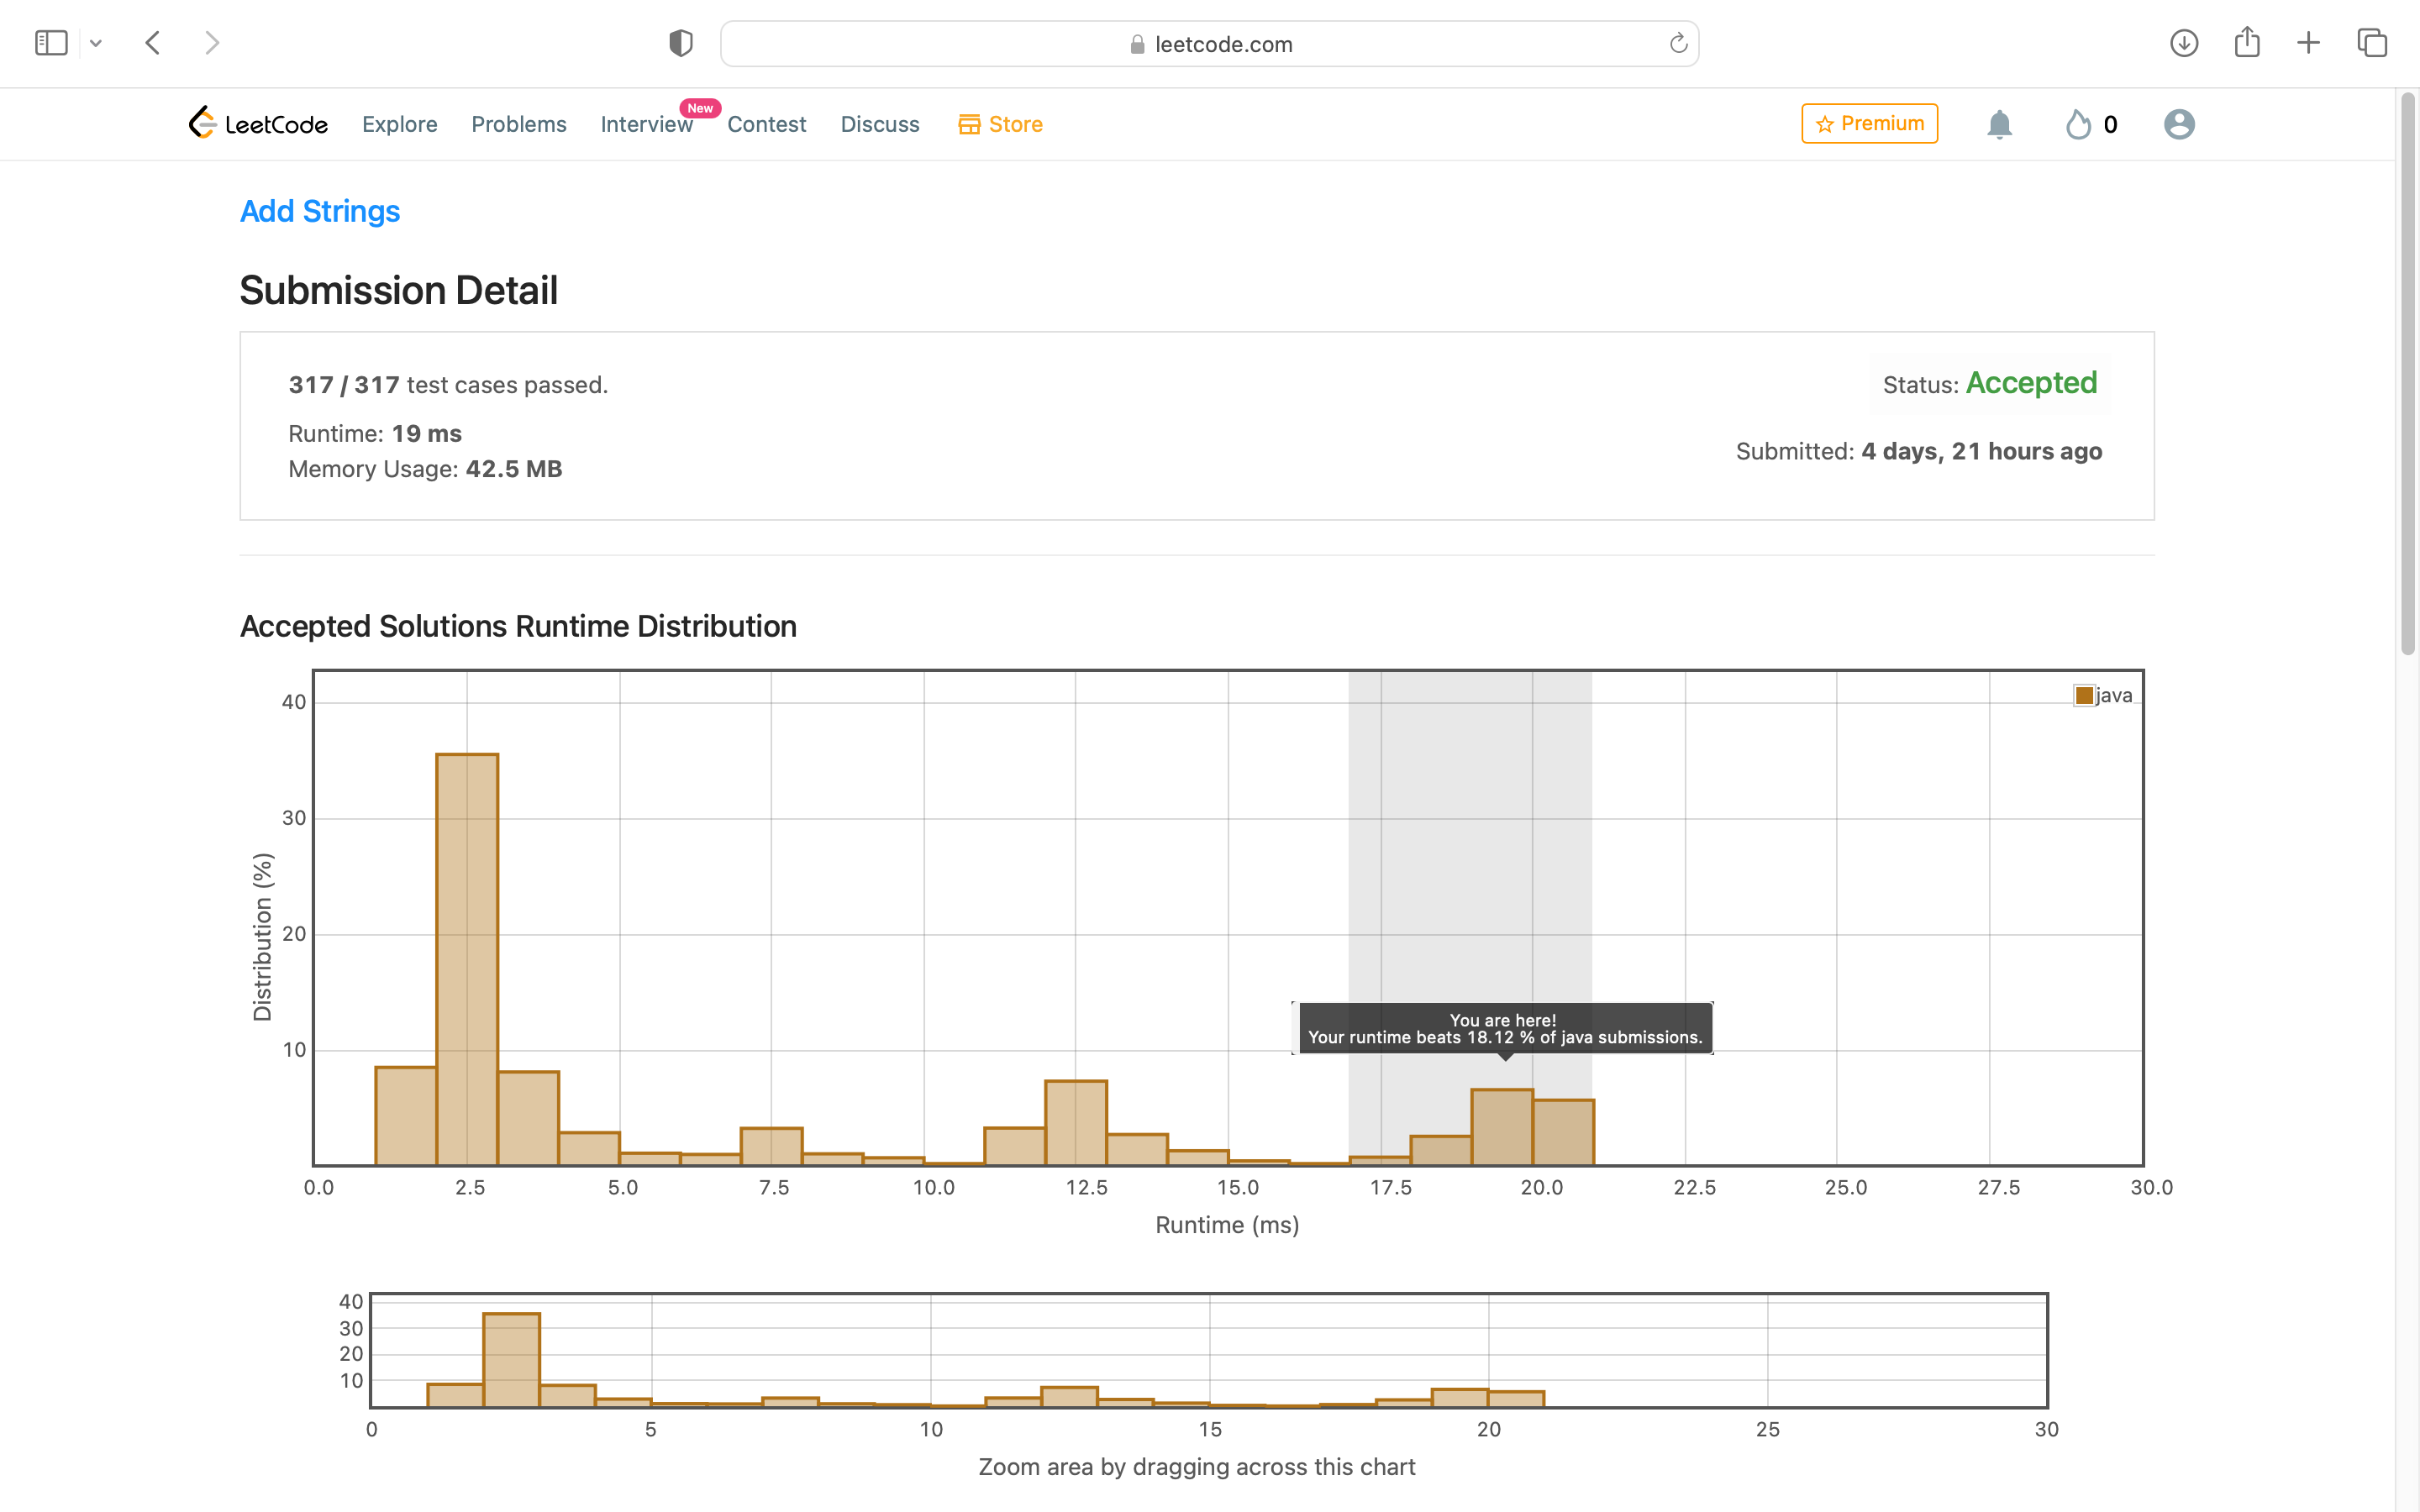 leetcode.com
LeetCode Explore Problems Interview New Contest Discuss Store Premium 0
Add Strings
Submission Detail
317 / 317 test cases passed.
Status: Accepted
Runtime: 19 ms
Submitted: 4 days, 21 hours ago
Memory Usage: 42.5 MB
Accepted Solutions Runtime Distribution
java
40
30
20
10
Distribution (%)
You are here!
Your runtime beats 18.12 % of java submissions.
0.0 2.5 5.0 7.5 10.0 12.5 15.0 17.5 20.0 22.5 25.0 27.5 30.0
Runtime (ms)
40
30
20
10
0 5 10 15 20 25 30
Zoom area by dragging across this chart